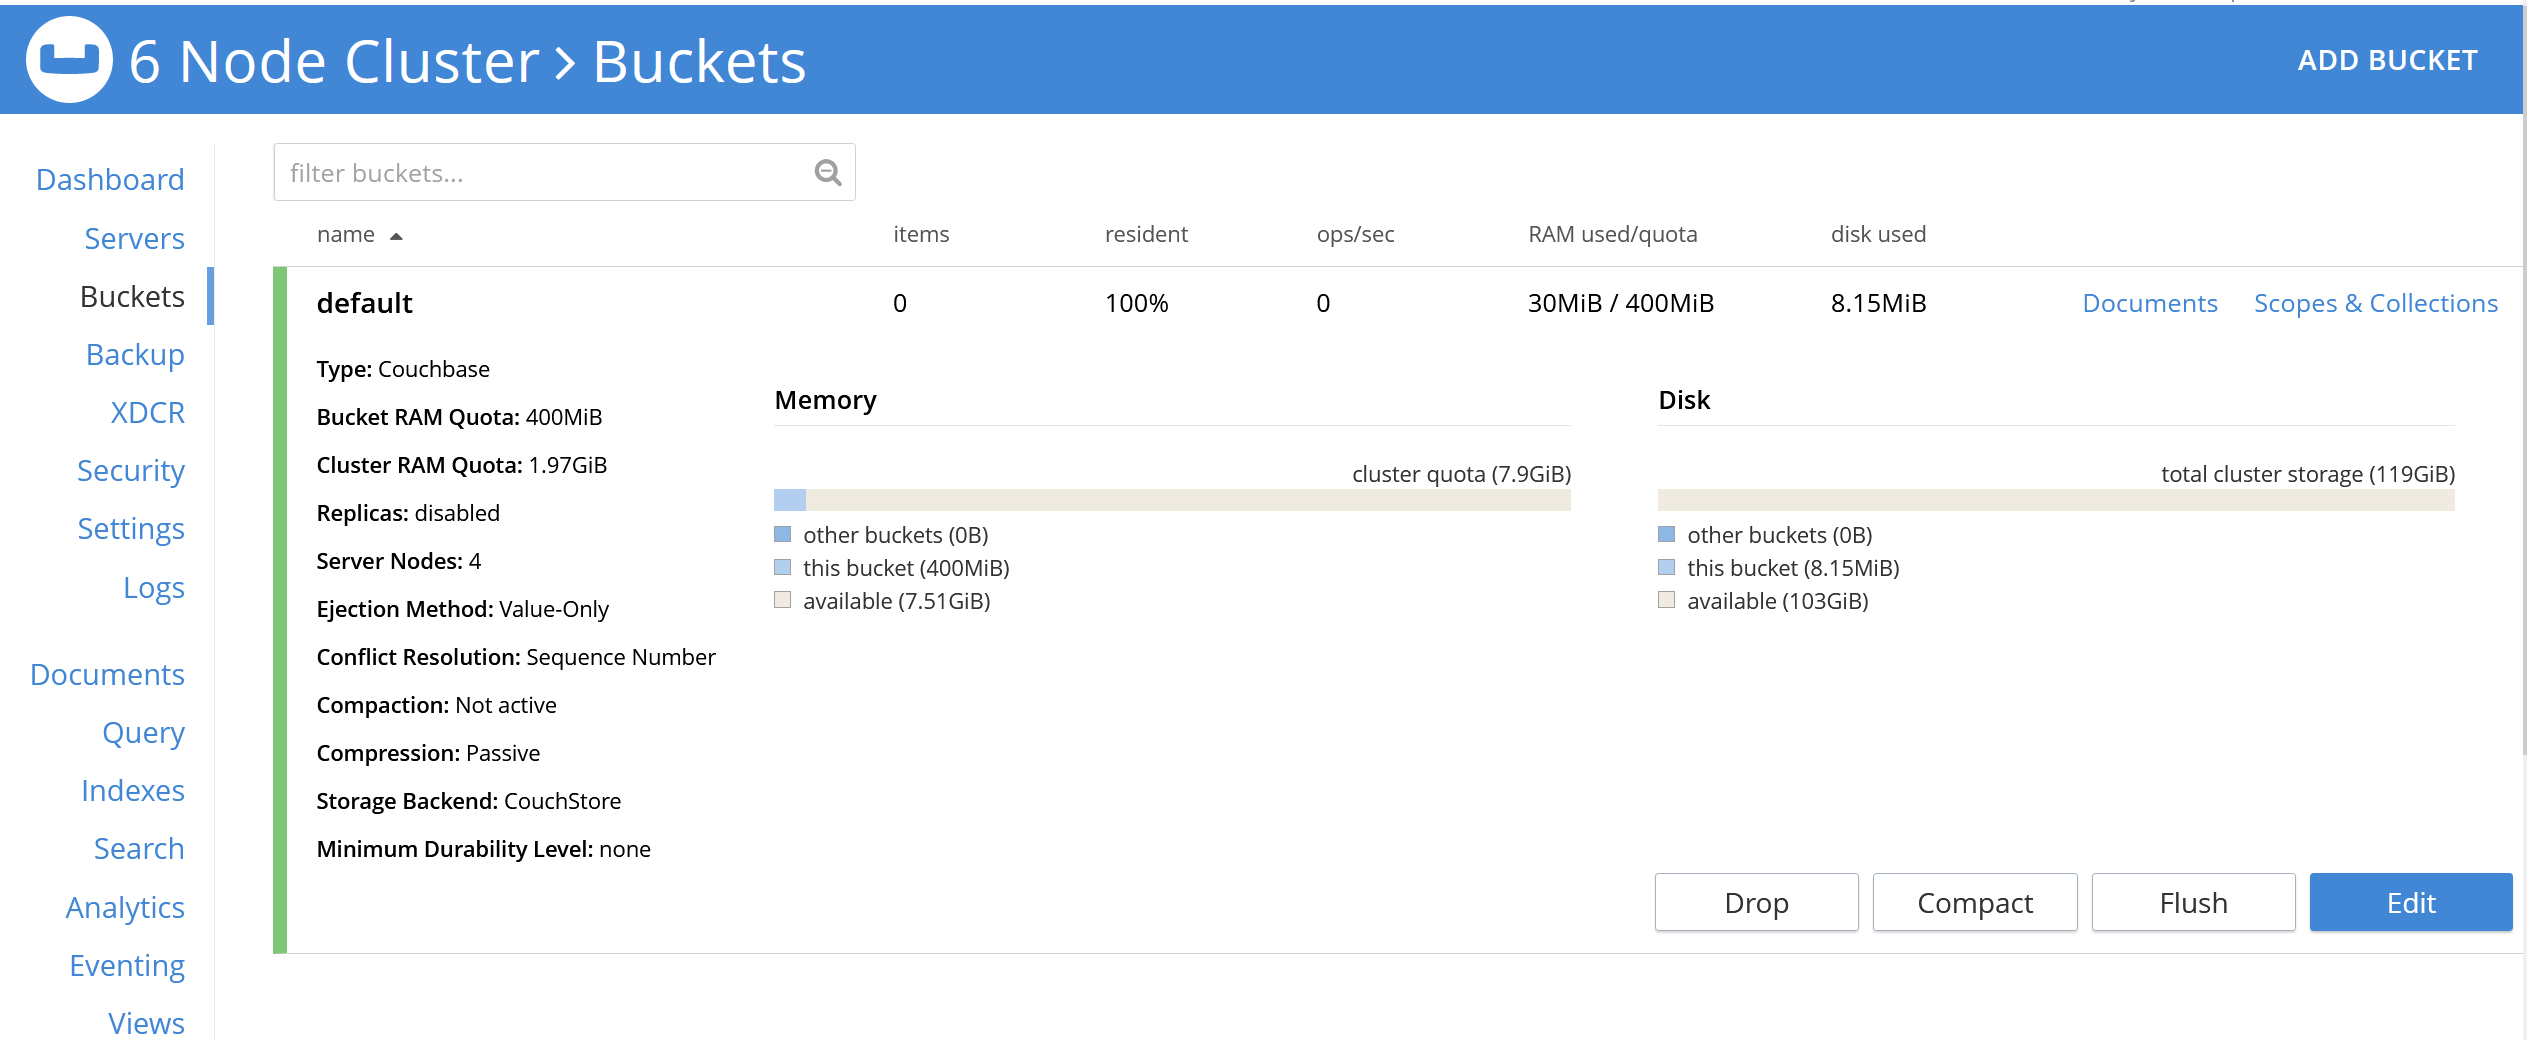 6 Node Cluster > Buckets
ADD BUCKET
Dashboard
Servers
Buckets
Backup
XDCR
Security
Settings
Logs
Documents
Query
Indexes
Search
Analytics
Eventing
Views
filter buckets...
name ▲ items resident ops/sec RAM used/quota disk used
default 0 100% 0 30MiB / 400MiB 8.15MiB Documents Scopes & Collections
Type: Couchbase
Bucket RAM Quota: 400MiB
Cluster RAM Quota: 1.97GiB
Replicas: disabled
Server Nodes: 4
Ejection Method: Value-Only
Conflict Resolution: Sequence Number
Compaction: Not active
Compression: Passive
Storage Backend: CouchStore
Minimum Durability Level: none
Memory
cluster quota (7.9GiB)
other buckets (0B)
this bucket (400MiB)
available (7.51GiB)
Disk
total cluster storage (119GiB)
other buckets (0B)
this bucket (8.15MiB)
available (103GiB)
Drop Compact Flush Edit